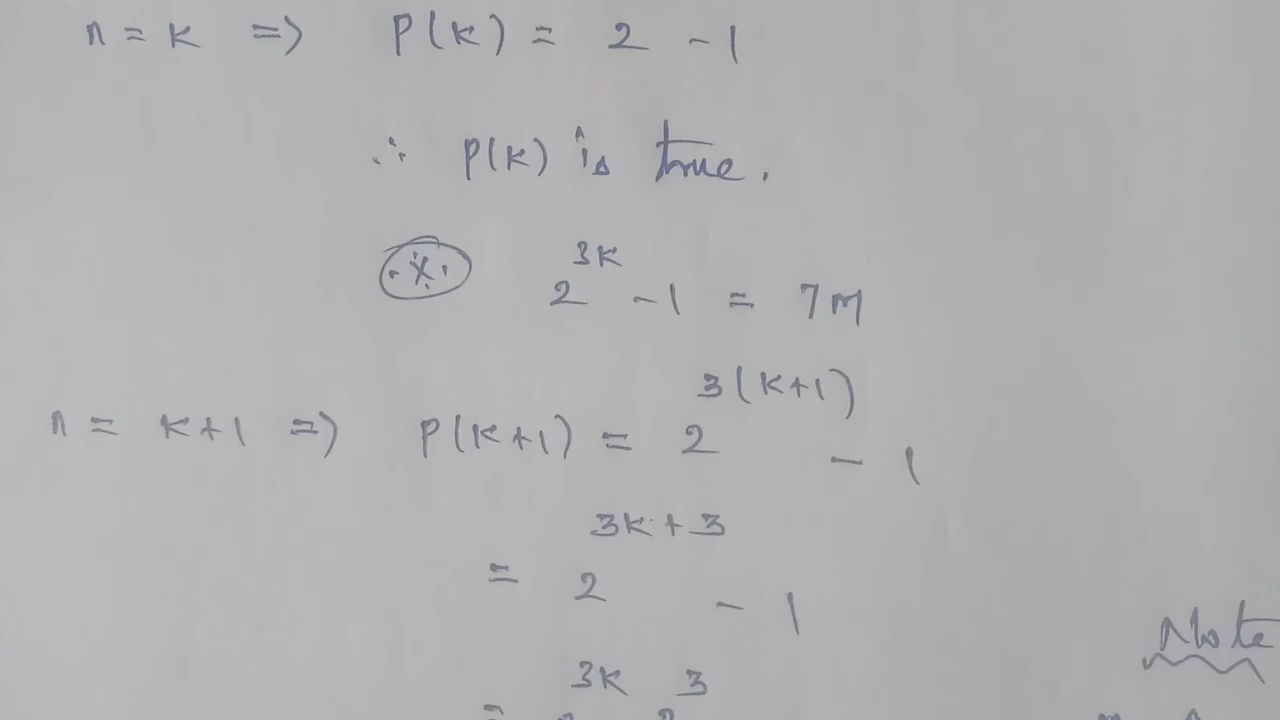 n = K ⇒ P(K) = 2 - 1
∴ P(K) is true.
3K
2 - 1 = 7M
3(K+1)
n = K+1 ⇒ P(K+1) = 2 - 1
3K+3
= 2 - 1
Note
3K 3
=